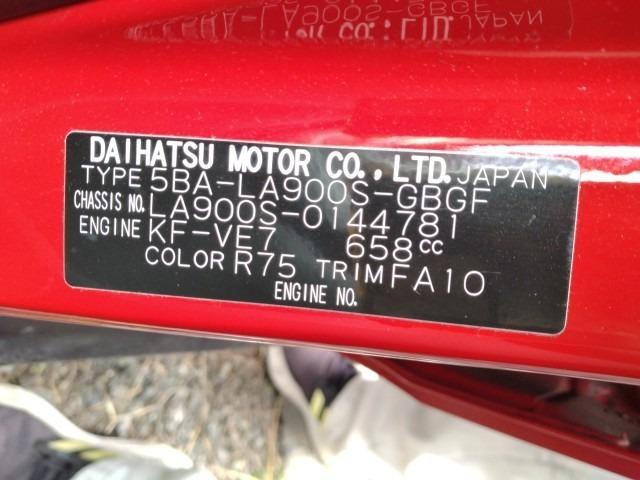 DAIHATSU MOTOR CO., LTD. JAPAN
TYPE 5BA-LA900S-GBGF
CHASSIS NO. LA900S-0144781
ENGINE KF-VE7 658cc
COLOR R75 TRIM FA10
ENGINE NO.